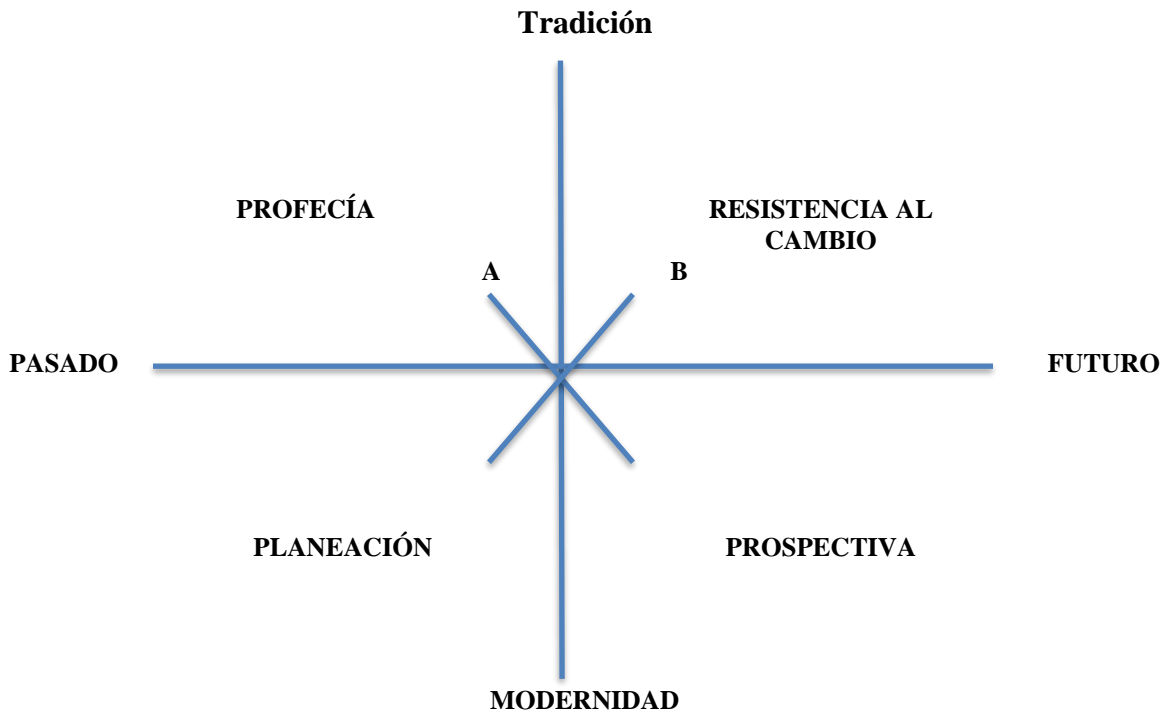 Tradición
PROFECÍA
RESISTENCIA AL
CAMBIO
A
B
PASADO
FUTURO
PLANEACIÓN
PROSPECTIVA
MODERNIDAD